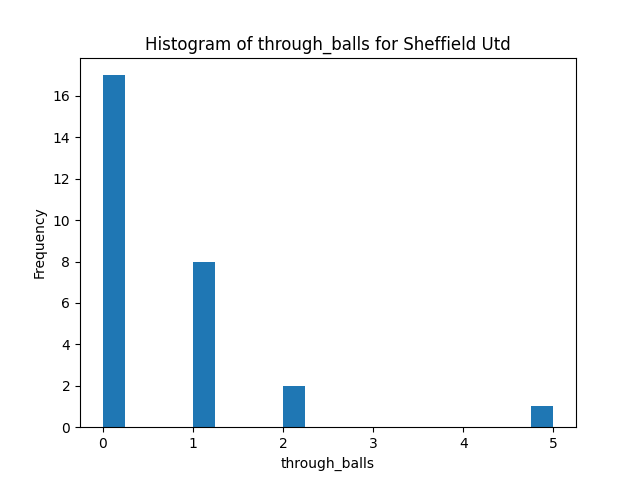 Histogram of through_balls for Sheffield Utd
Frequency
16
14
12
10
8
6
4
2
0
0 1 2 3 4 5
through_balls